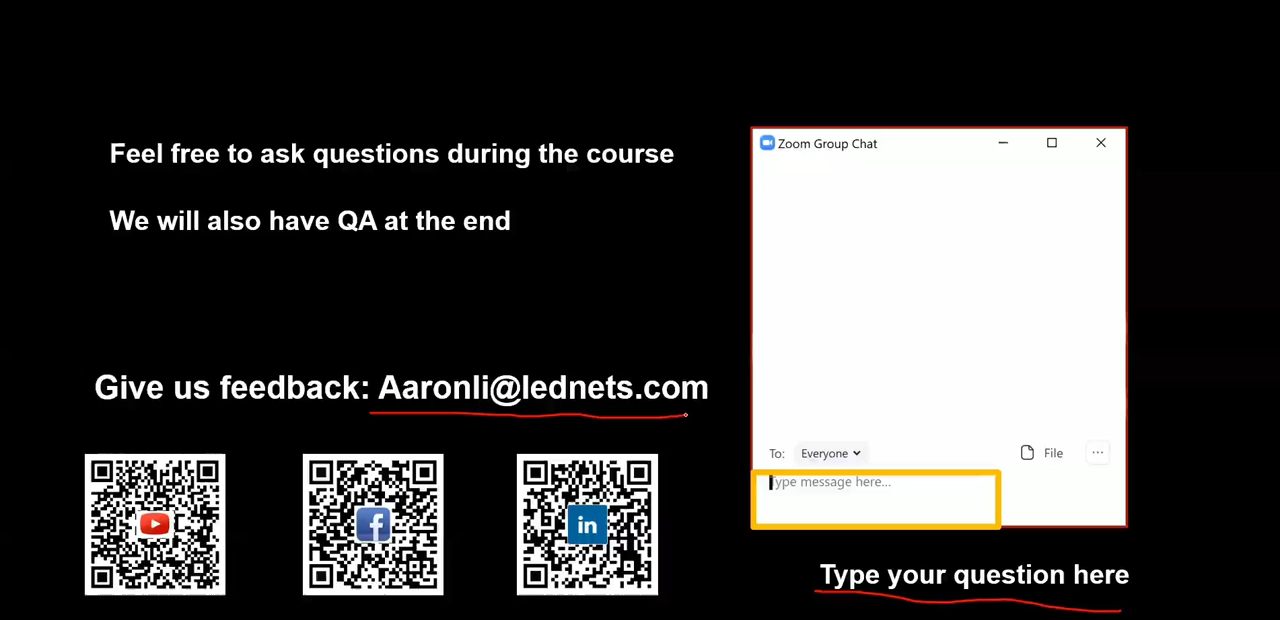 Feel free to ask questions during the course
We will also have QA at the end
Give us feedback: Aaronli@lednets.com
in
Zoom Group Chat
To: Everyone File
Type message here...
Type your question here